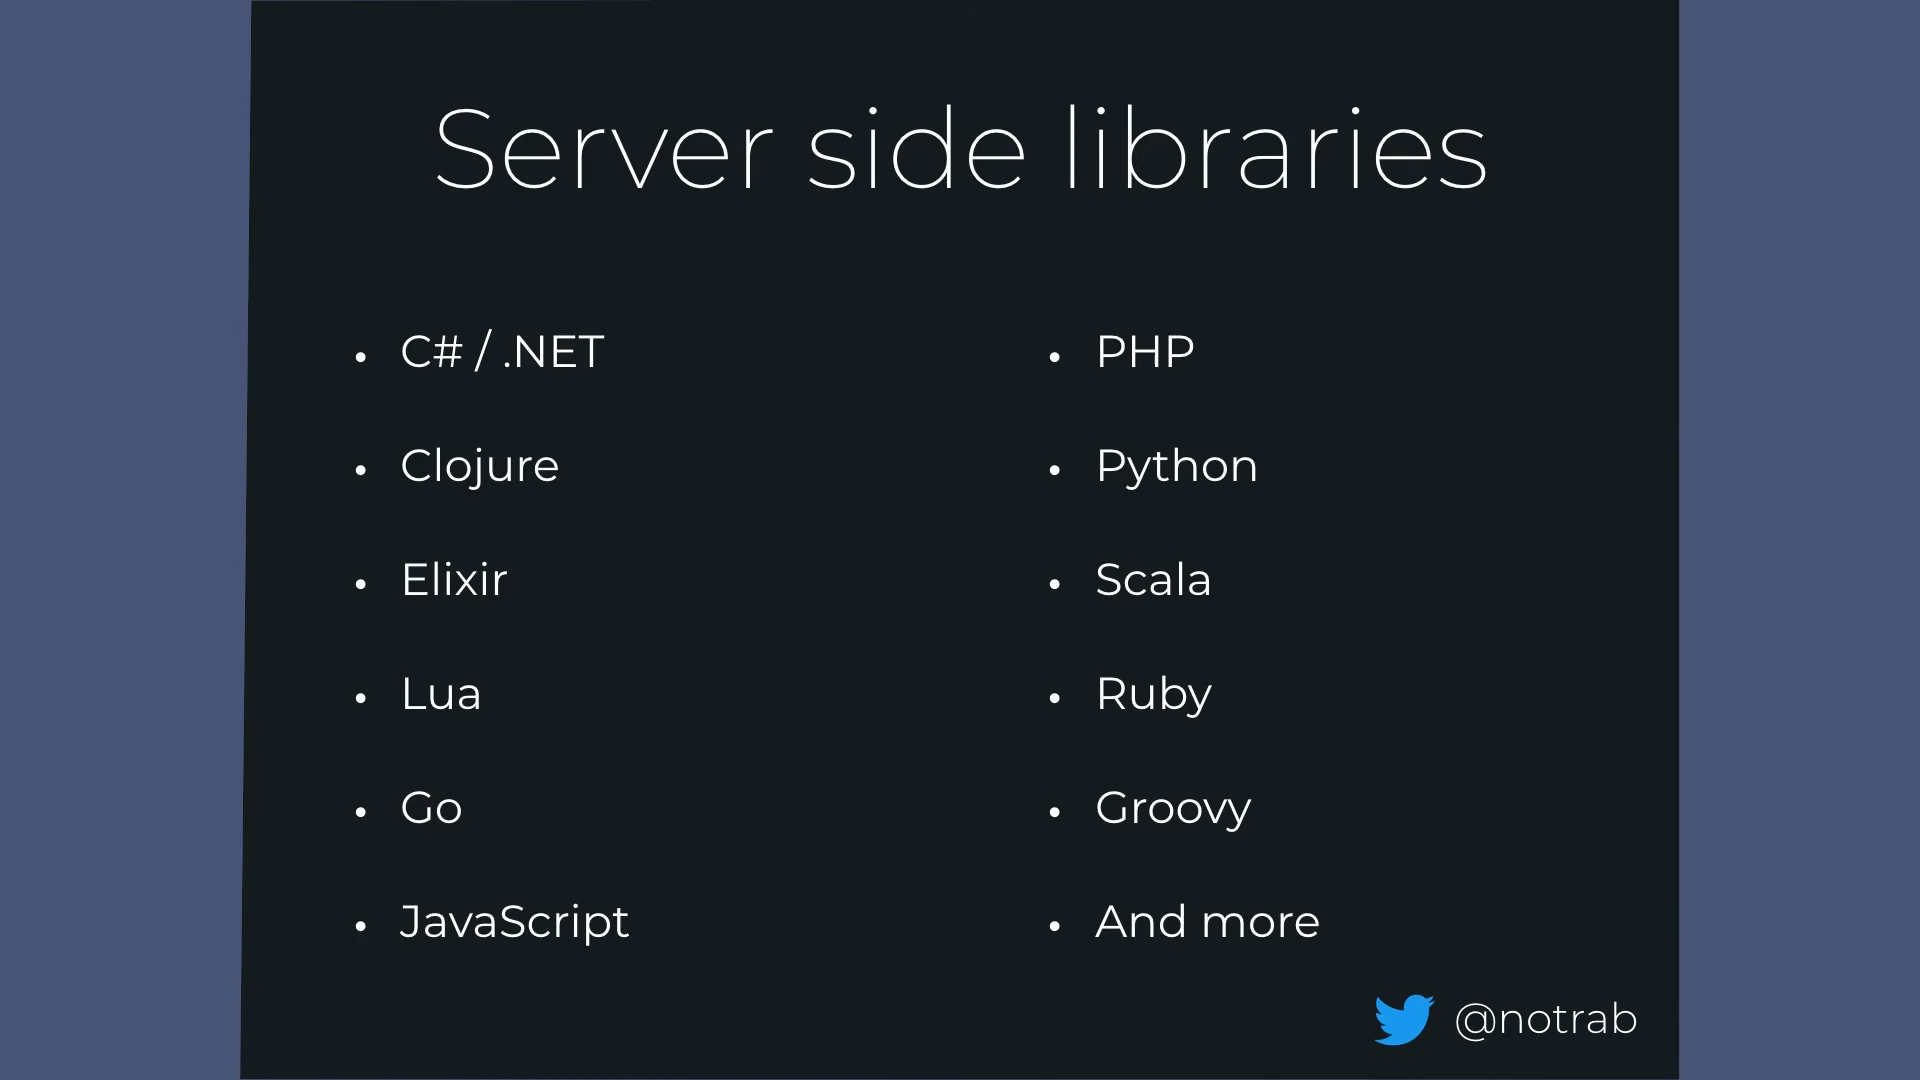 Server side libraries
• C# / .NET
• Clojure
• Elixir
• Lua
• Go
• JavaScript
• PHP
• Python
• Scala
• Ruby
• Groovy
• And more
@notrab